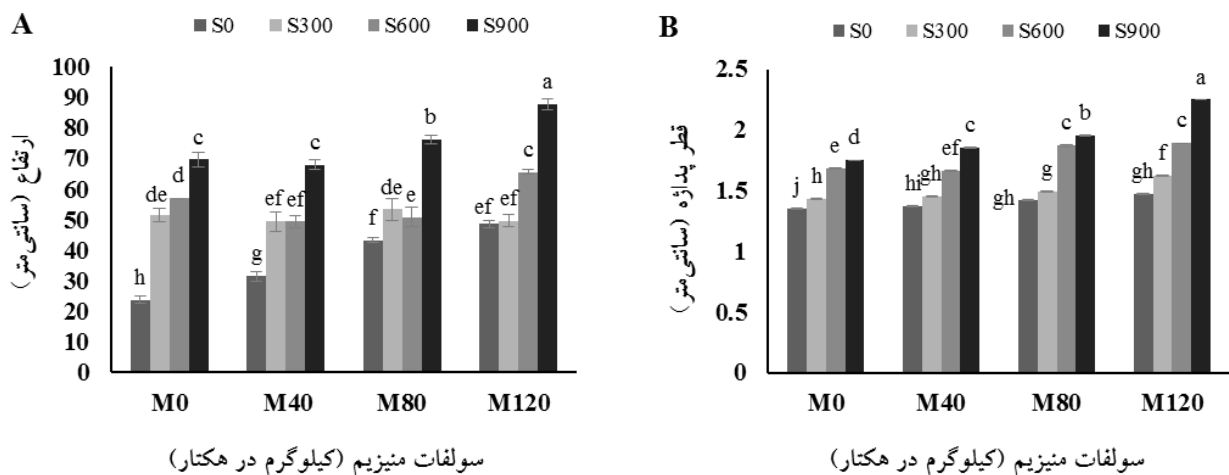 A
S0 S300 S600 S900
ارتفاع (سانتی‌متر)
100
90
80
70
60
50
40
30
20
10
0
h de d c
g ef ef c
f de e b
ef ef c a
M0 M40 M80 M120
سولفات منیزیم (کیلوگرم در هکتار)
B
S0 S300 S600 S900
قطر پداژه (سانتی‌متر)
2.5
2
1.5
1
0.5
0
j h e d
hi gh ef c
gh g c b
gh f c a
M0 M40 M80 M120
سولفات منیزیم (کیلوگرم در هکتار)